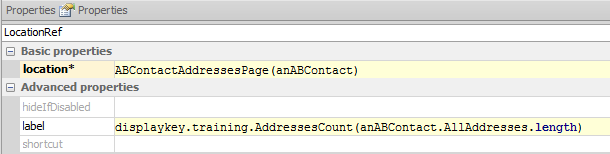 Properties Properties
LocationRef
Basic properties
location* ABContactAddressesPage(anABContact)
Advanced properties
hideIfDisabled
label displaykey.training.AddressesCount(anABContact.AllAddresses.length)
shortcut